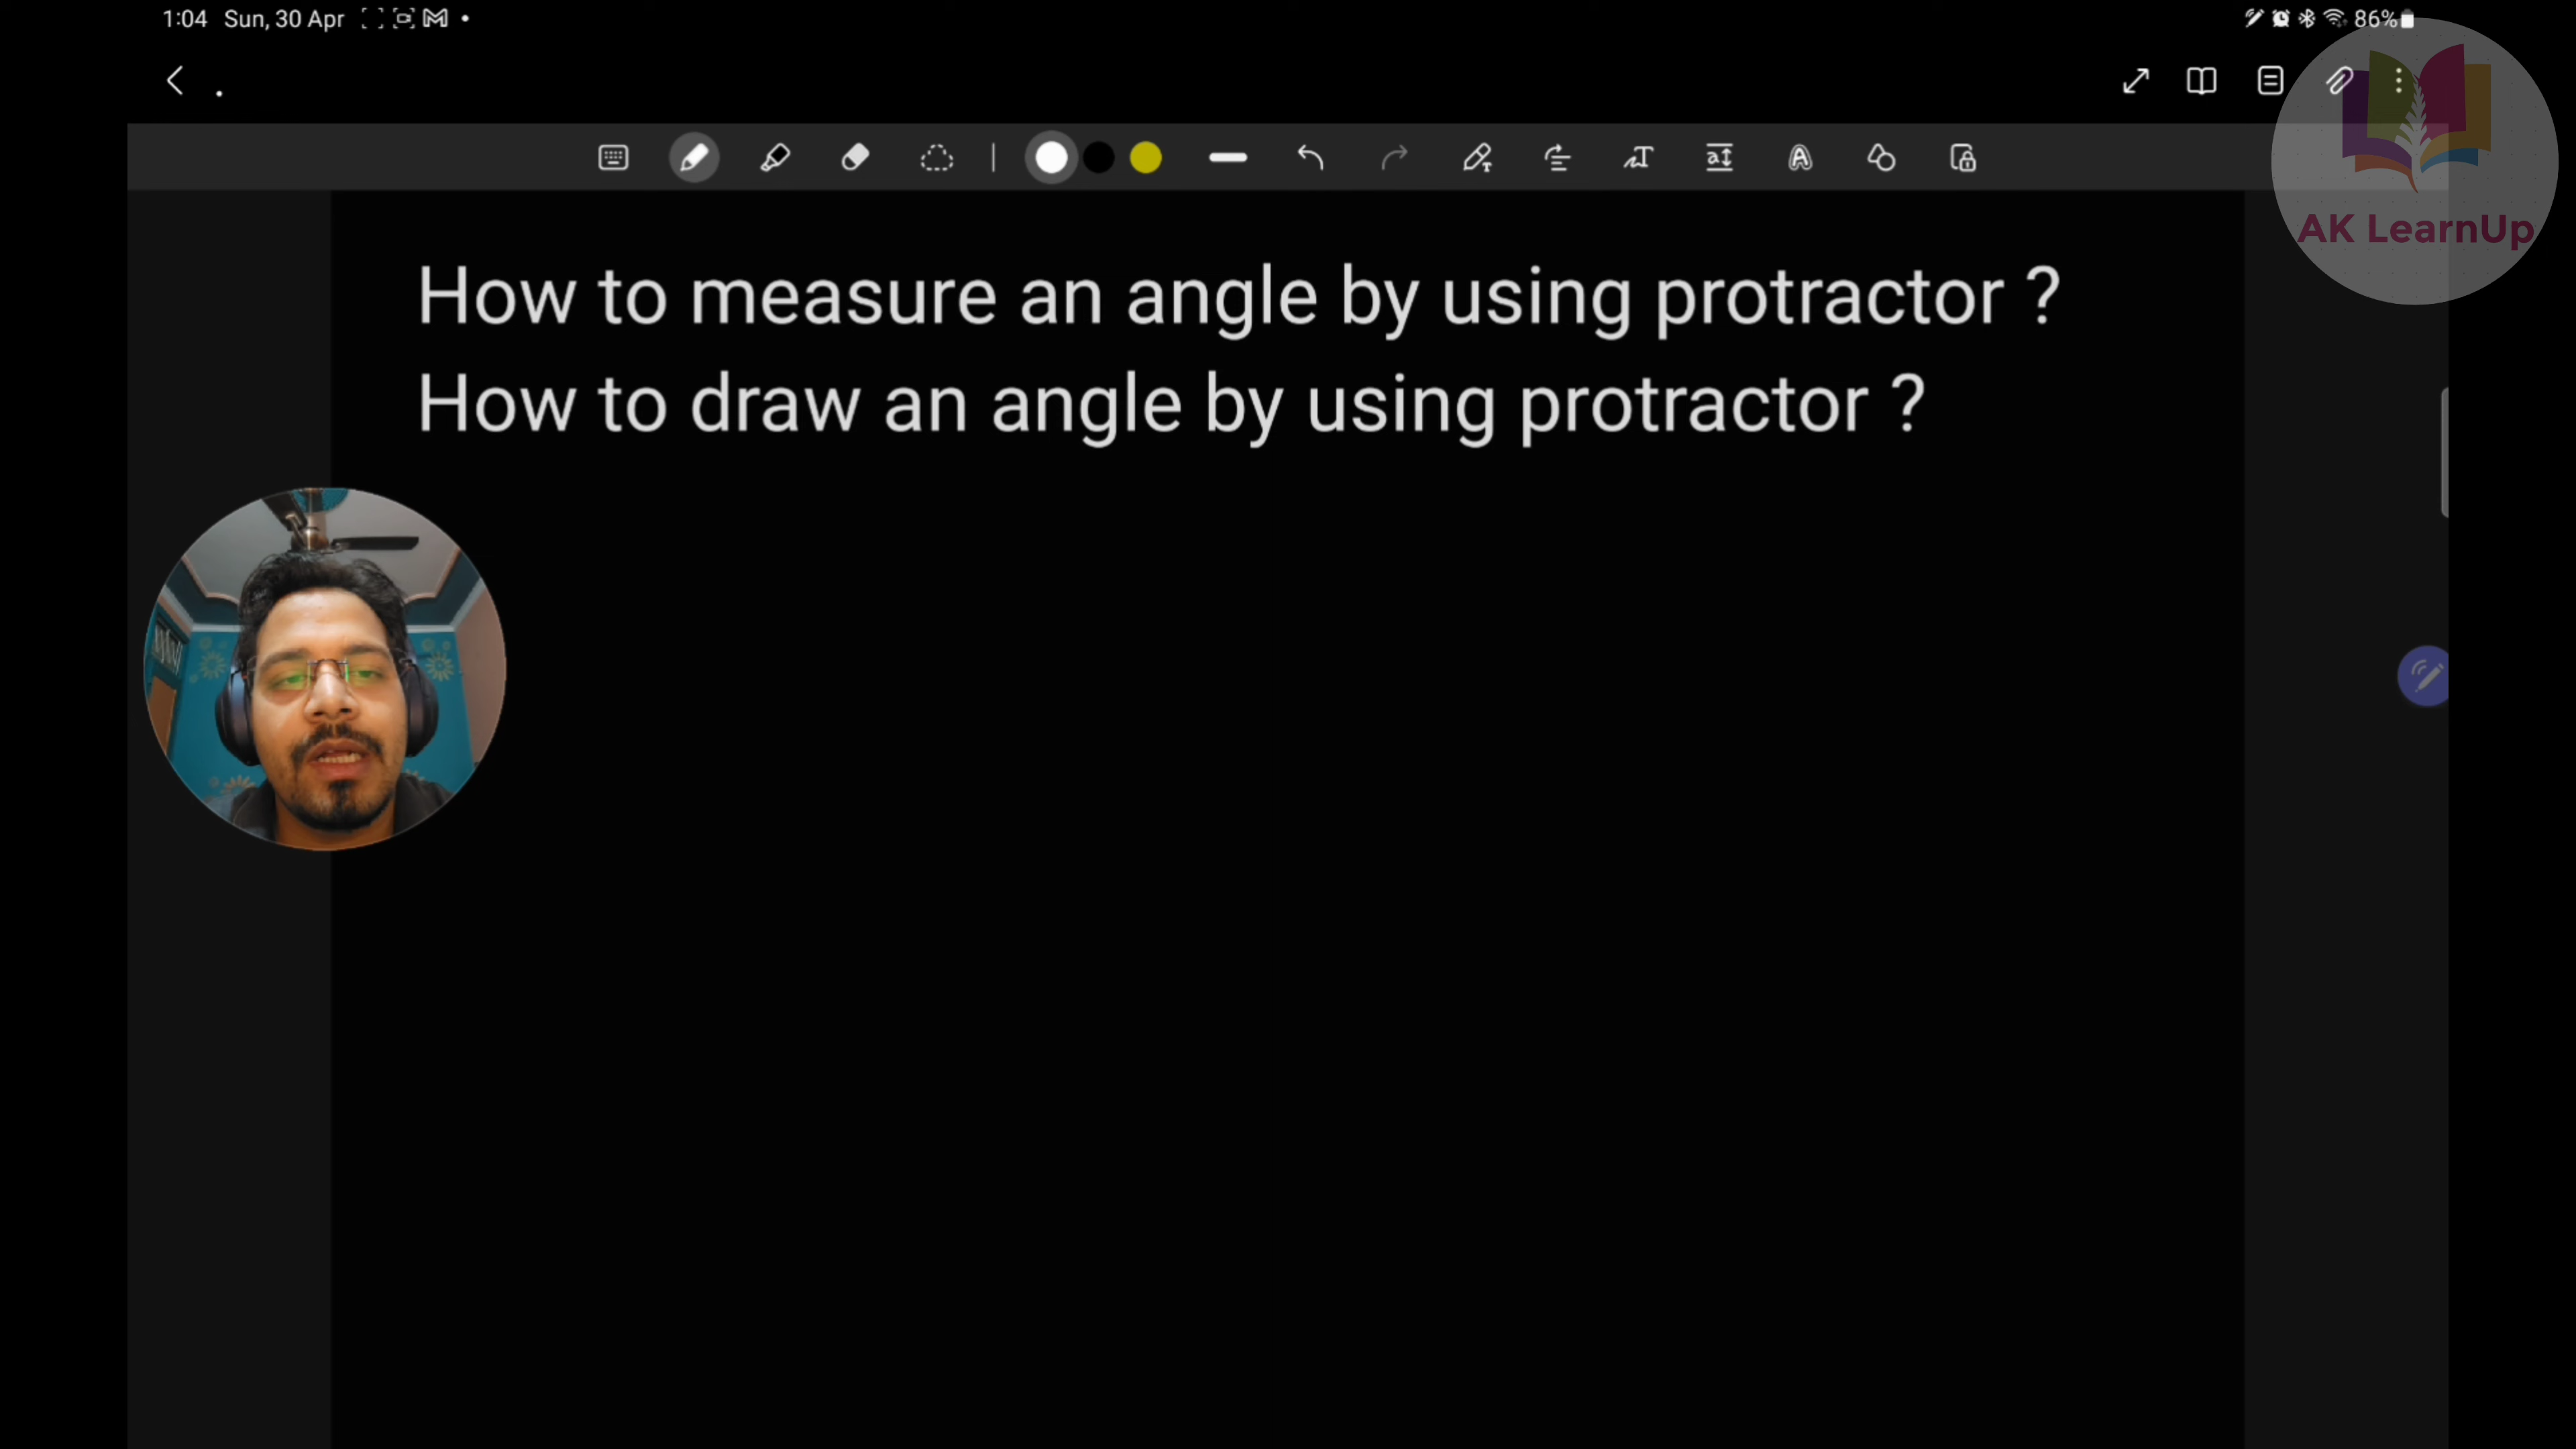 1:04 Sun, 30 Apr
86%
AK LearnUp
How to measure an angle by using protractor ?
How to draw an angle by using protractor ?